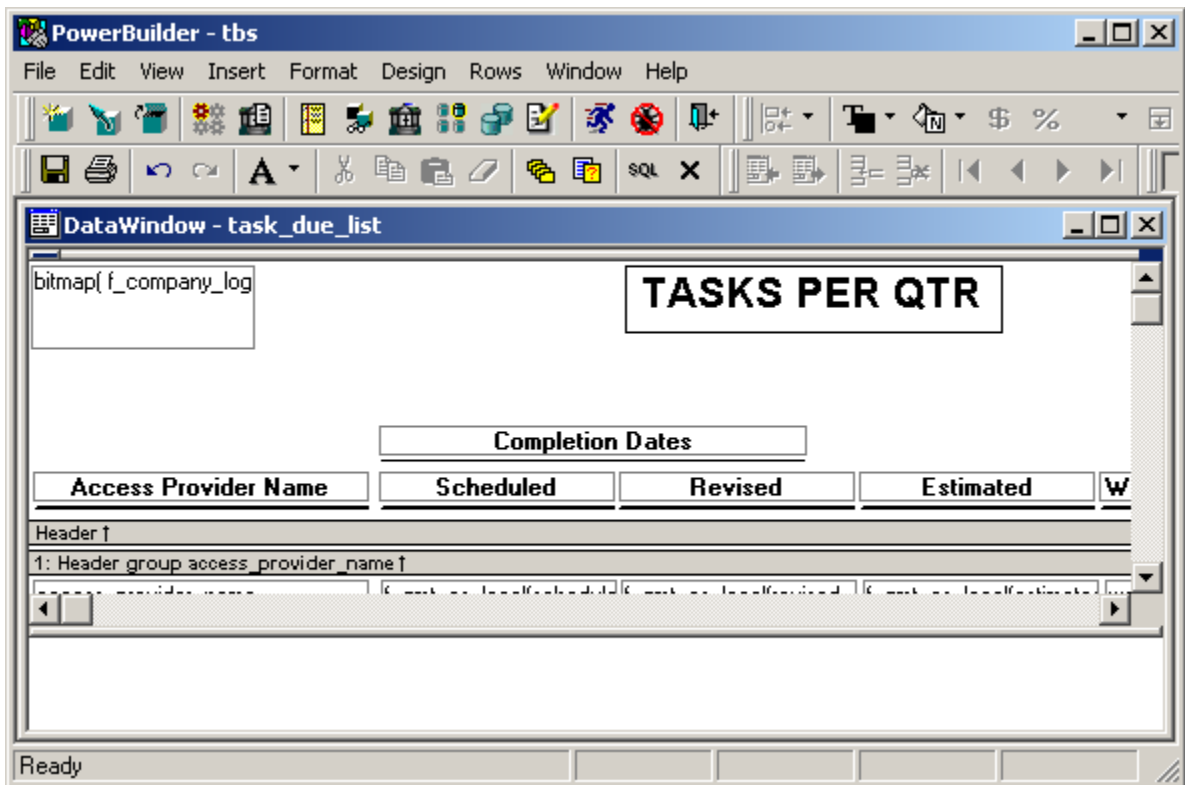 PowerBuilder - tbs
File Edit View Insert Format Design Rows Window Help
$ %
A SQL
DataWindow - task_due_list
bitmap( f_company_log
TASKS PER QTR
Completion Dates
Access Provider Name Scheduled Revised Estimated W
Header ↑
1: Header group access_provider_name ↑
Ready